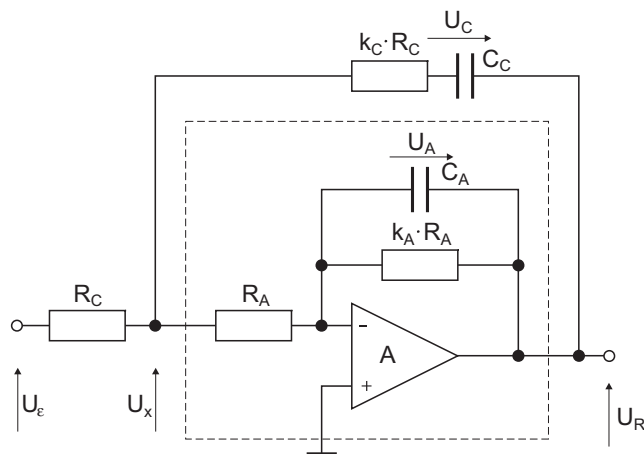 U_C
k_C·R_C
C_C
U_A
C_A
k_A·R_A
R_C
R_A
-
A
+
U_ε
U_x
U_R